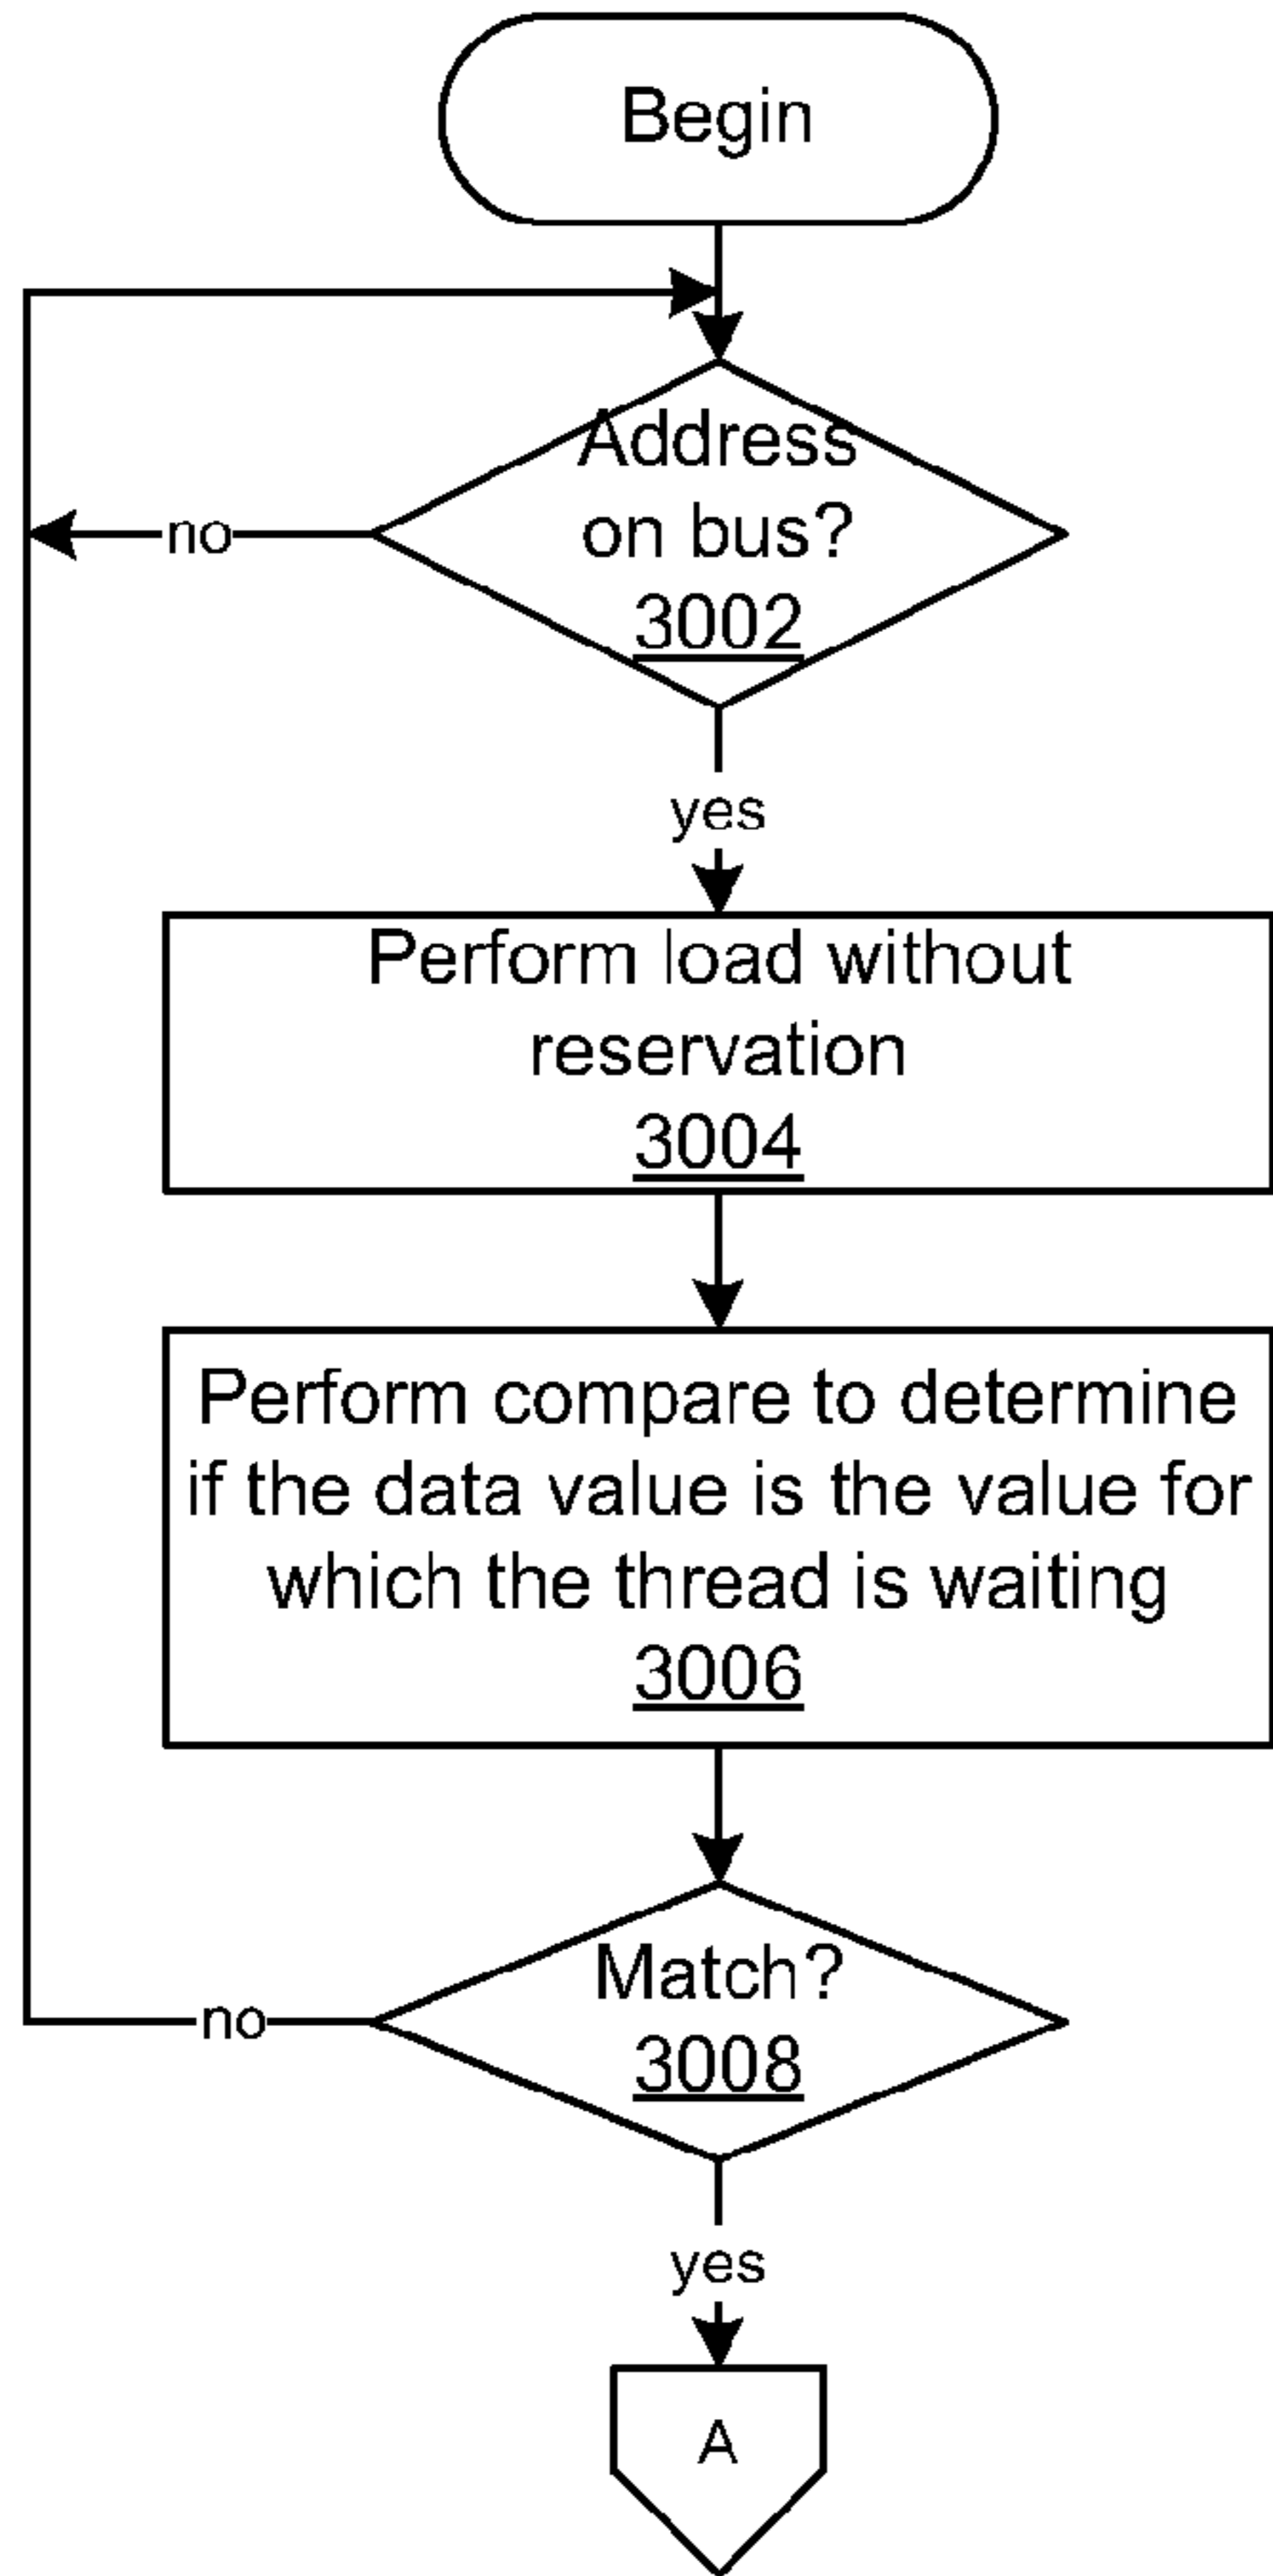 Begin
Address
on bus?
3002
no
yes
Perform load without
reservation
3004
Perform compare to determine
if the data value is the value for
which the thread is waiting
3006
Match?
3008
no
yes
A